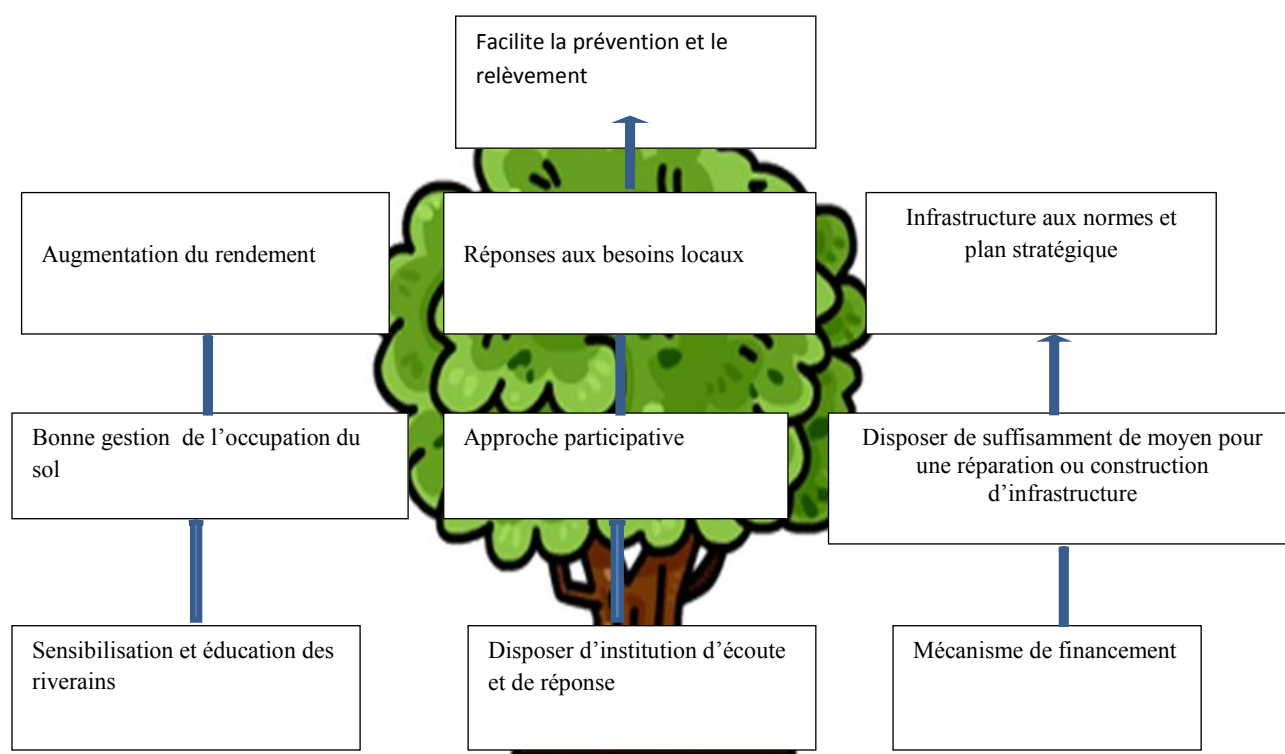 Facilite la prévention et le
relèvement
Augmentation du rendement
Réponses aux besoins locaux
Infrastructure aux normes et
plan stratégique
Bonne gestion de l’occupation du
sol
Approche participative
Disposer de suffisamment de moyen pour
une réparation ou construction
d’infrastructure
Sensibilisation et éducation des
riverains
Disposer d’institution d’écoute
et de réponse
Mécanisme de financement